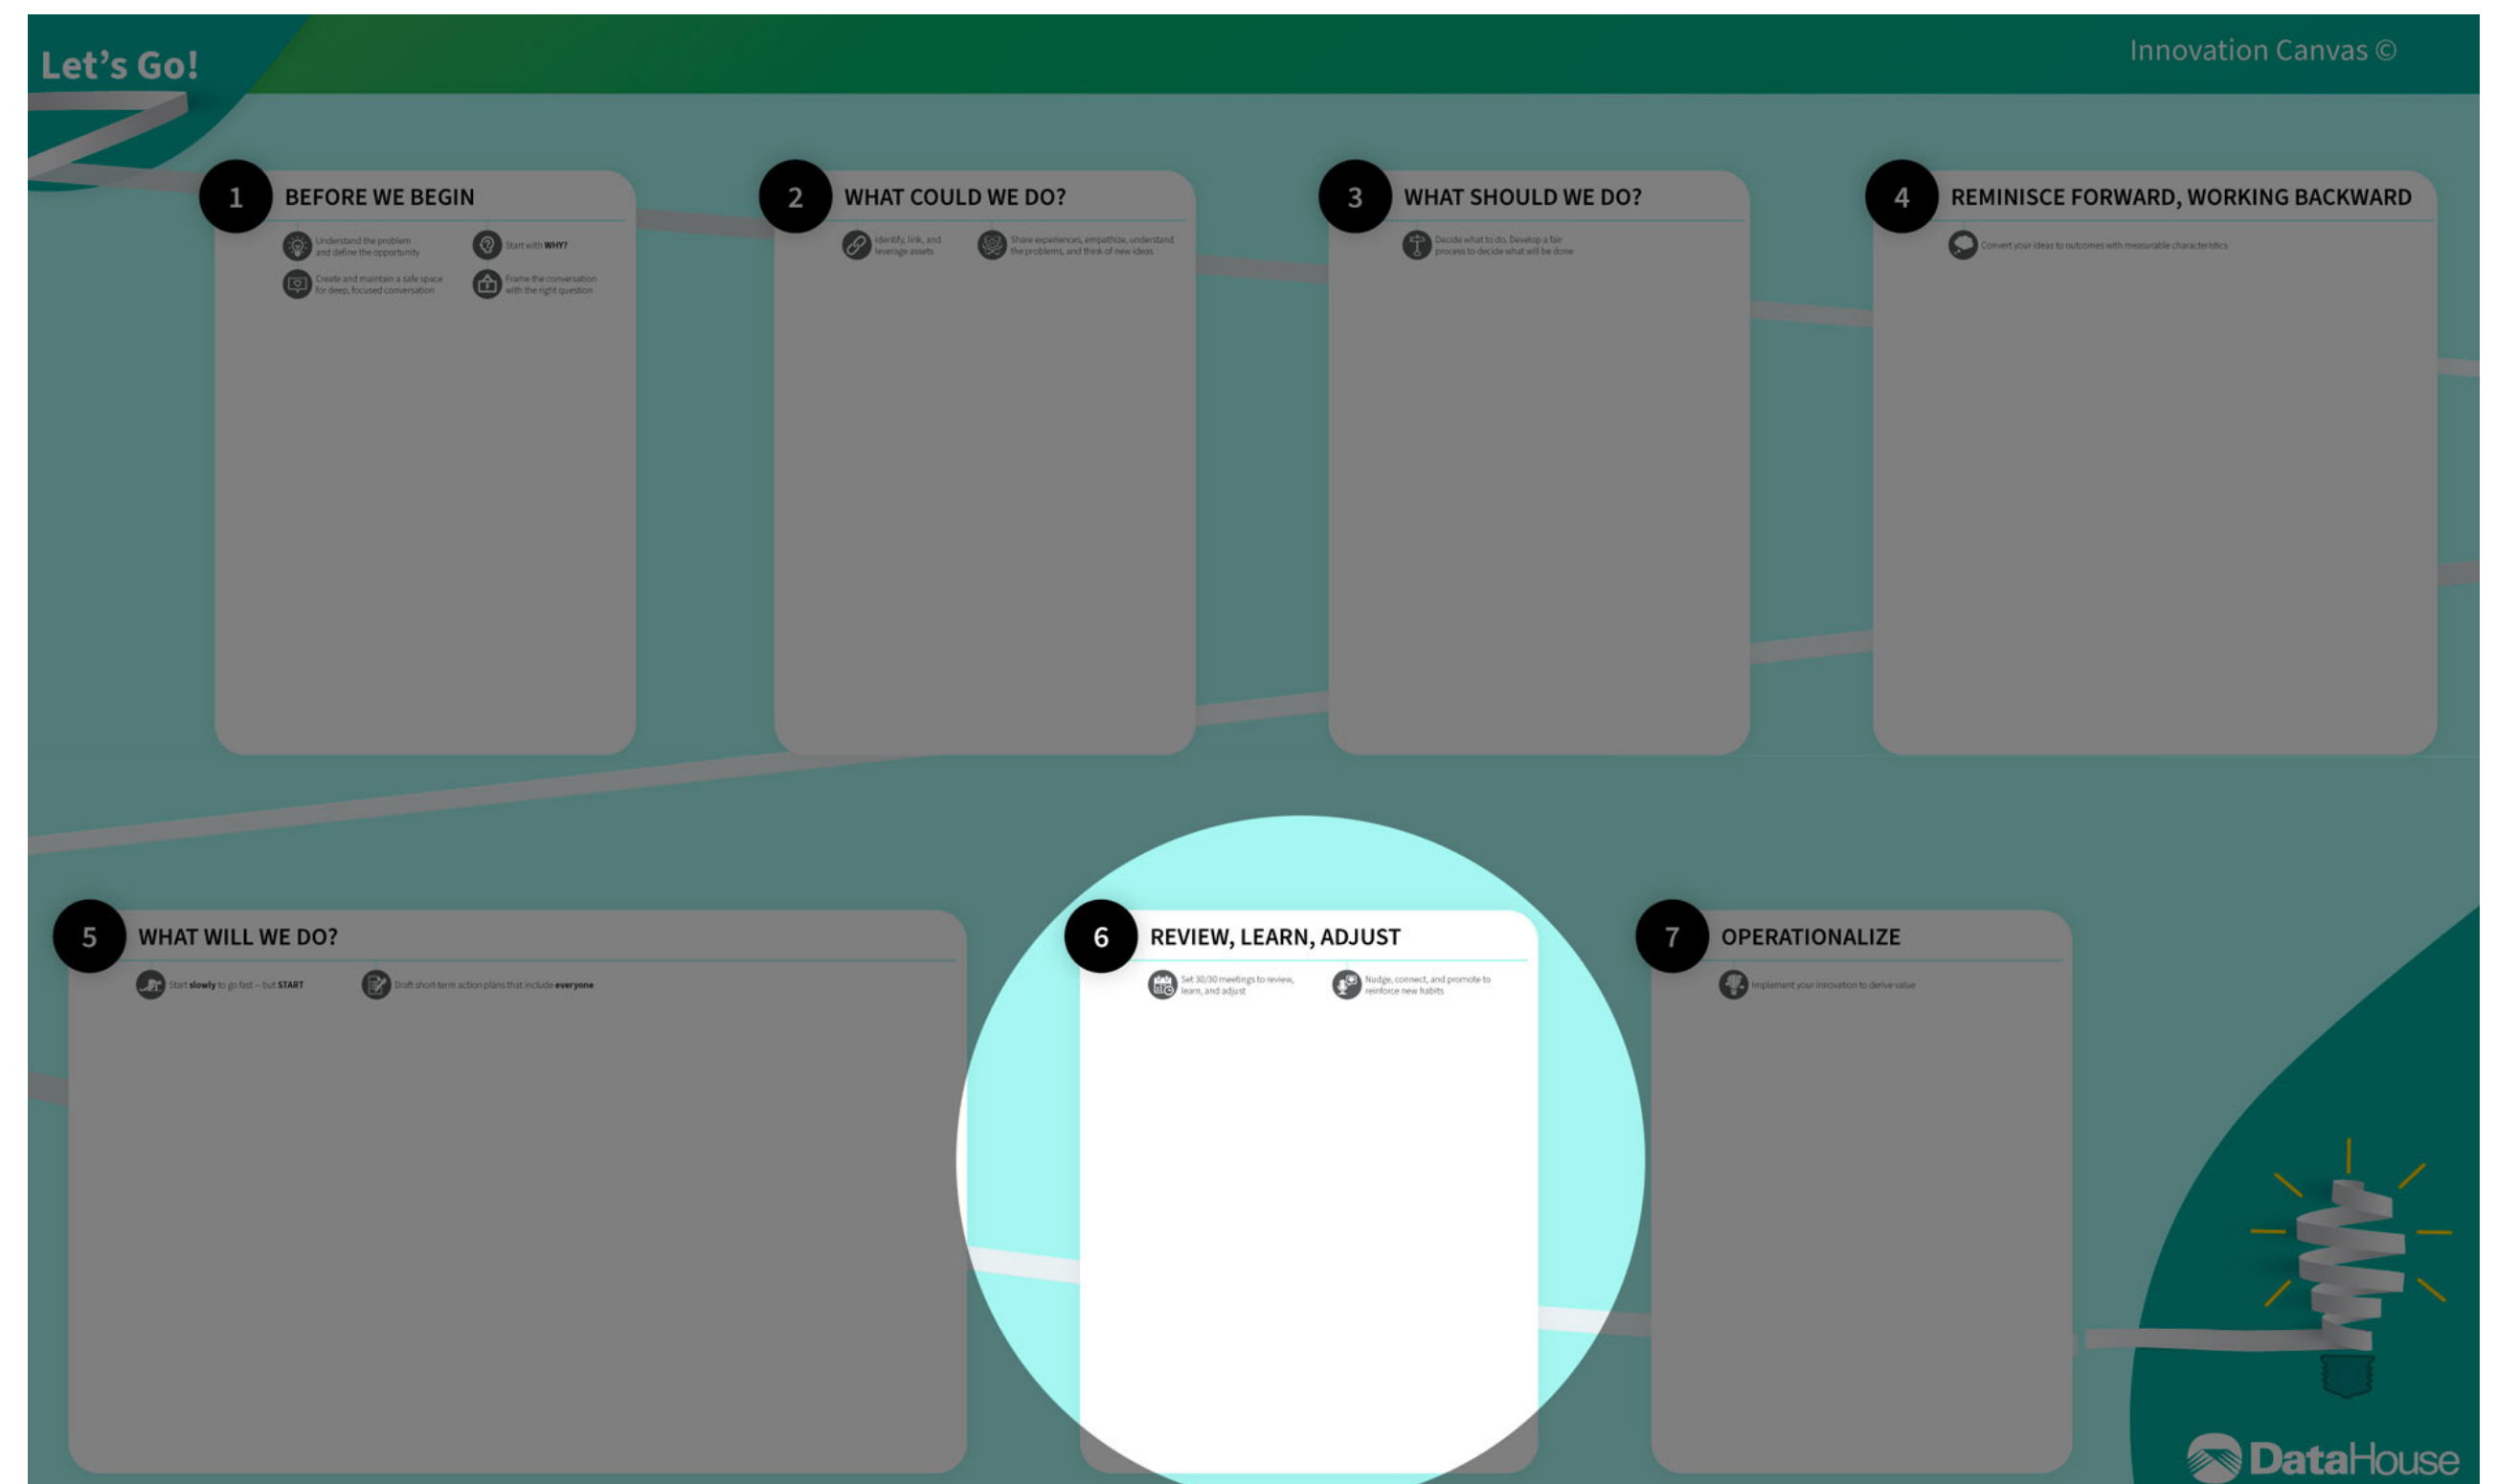 Let's Go!
Innovation Canvas ©
1
BEFORE WE BEGIN
Understand the problem
and define the opportunity
Start with WHY?
Create and maintain a safe space
for deep, focused conversation
Frame the conversation
with the right question
2
WHAT COULD WE DO?
Identify, link, and
leverage assets
Share experiences, empathize, understand
the problems, and think of new ideas
3
WHAT SHOULD WE DO?
Decide what to do. Develop a fair
process to decide what will be done
4
REMINISCE FORWARD, WORKING BACKWARD
Convert your ideas to outcomes with measurable characteristics
5
WHAT WILL WE DO?
Start slowly to go fast – but START
Draft short-term action plans that include everyone
6
REVIEW, LEARN, ADJUST
Set 30/30 meetings to review,
learn, and adjust
Nudge, connect, and promote to
reinforce new habits
7
OPERATIONALIZE
Implement your innovation to derive value
DataHouse